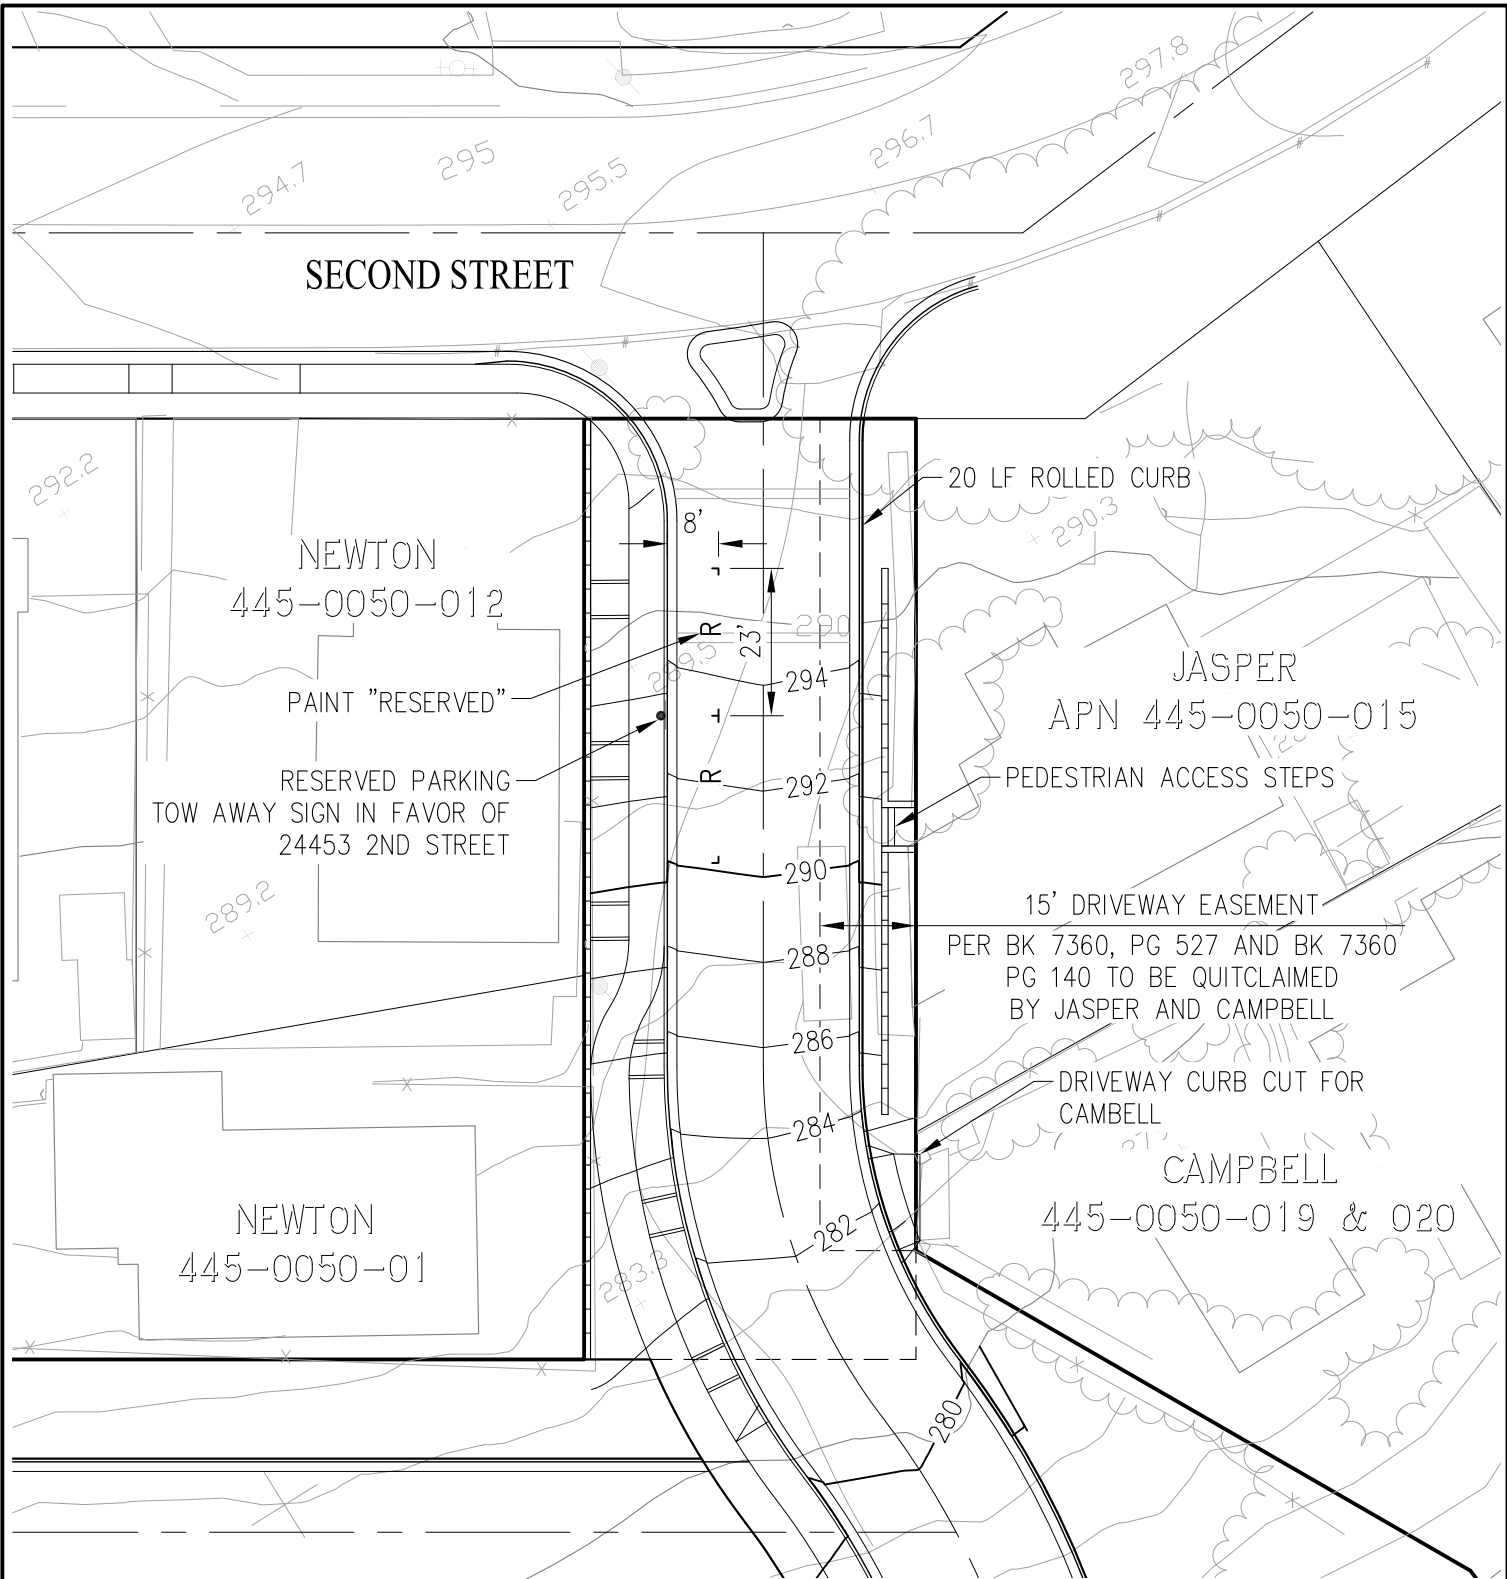 297.8
296.7
295
295.5
294.7
SECOND STREET
292.2
20 LF ROLLED CURB
8'
290.3
NEWTON
445-0050-012
R
23'
290
289.5
294
PAINT "RESERVED"
JASPER
APN 445-0050-015
RESERVED PARKING
TOW AWAY SIGN IN FAVOR OF
24453 2ND STREET
R
292
PEDESTRIAN ACCESS STEPS
290
289.2
15' DRIVEWAY EASEMENT
PER BK 7360, PG 527 AND BK 7360
PG 140 TO BE QUITCLAIMED
BY JASPER AND CAMPBELL
288
286
DRIVEWAY CURB CUT FOR
CAMBELL
284
CAMPBELL
445-0050-019 & 020
NEWTON
445-0050-01
282
283.3
280